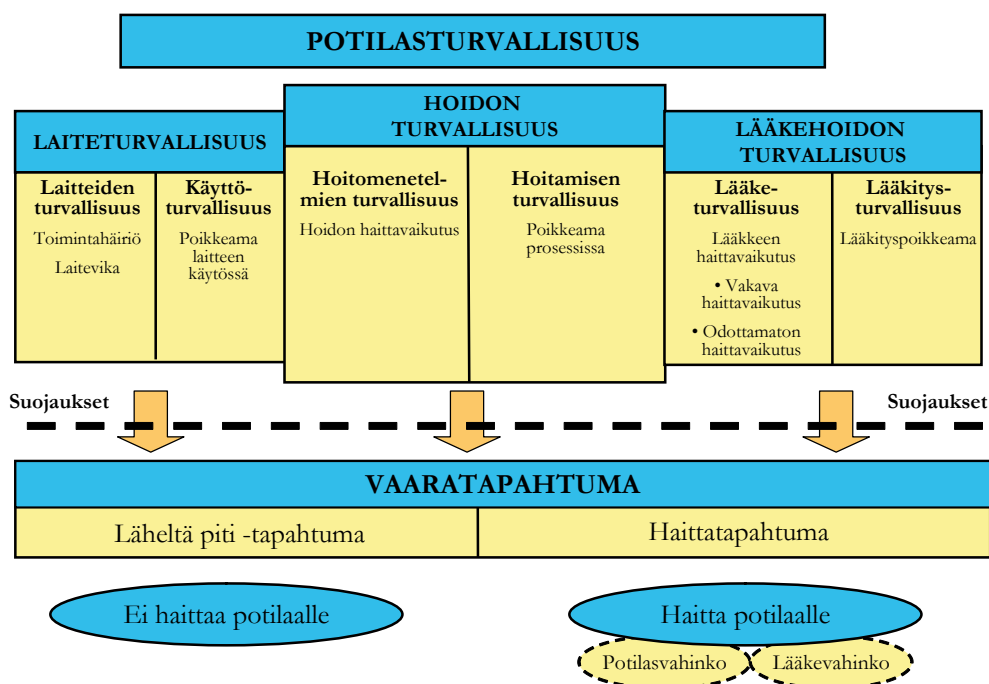 POTILASTURVALLISUUS
LAITETURVALLISUUS
Laitteiden
turvallisuus
Toimintahäiriö
Laitevika
Käyttö-
turvallisuus
Poikkeama
laitteen
käytössä
HOIDON
TURVALLISUUS
Hoitomenetel-
mien turvallisuus
Hoidon haittavaikutus
Hoitamisen
turvallisuus
Poikkeama
prosessissa
LÄÄKEHOIDON
TURVALLISUUS
Lääke-
turvallisuus
Lääkkeen
haittavaikutus
• Vakava
haittavaikutus
• Odottamaton
haittavaikutus
Lääkitys-
turvallisuus
Lääkityspoikkeama
Suojaukset
Suojaukset
VAARATAPAHTUMA
Läheltä piti -tapahtuma
Haittatapahtuma
Ei haittaa potilaalle
Haitta potilaalle
Potilasvahinko
Lääkevahinko